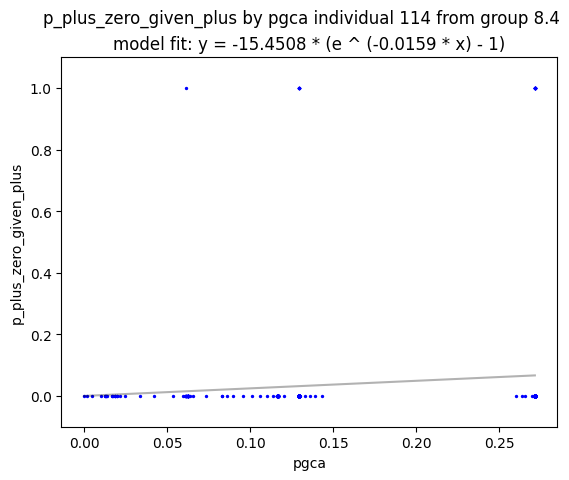 p_plus_zero_given_plus by pgca individual 114 from group 8.4
model fit: y = -15.4508 * (e ^ (-0.0159 * x) - 1)
1.0
0.8
0.6
0.4
0.2
0.0
p_plus_zero_given_plus
0.00 0.05 0.10 0.15 0.20 0.25
pgca